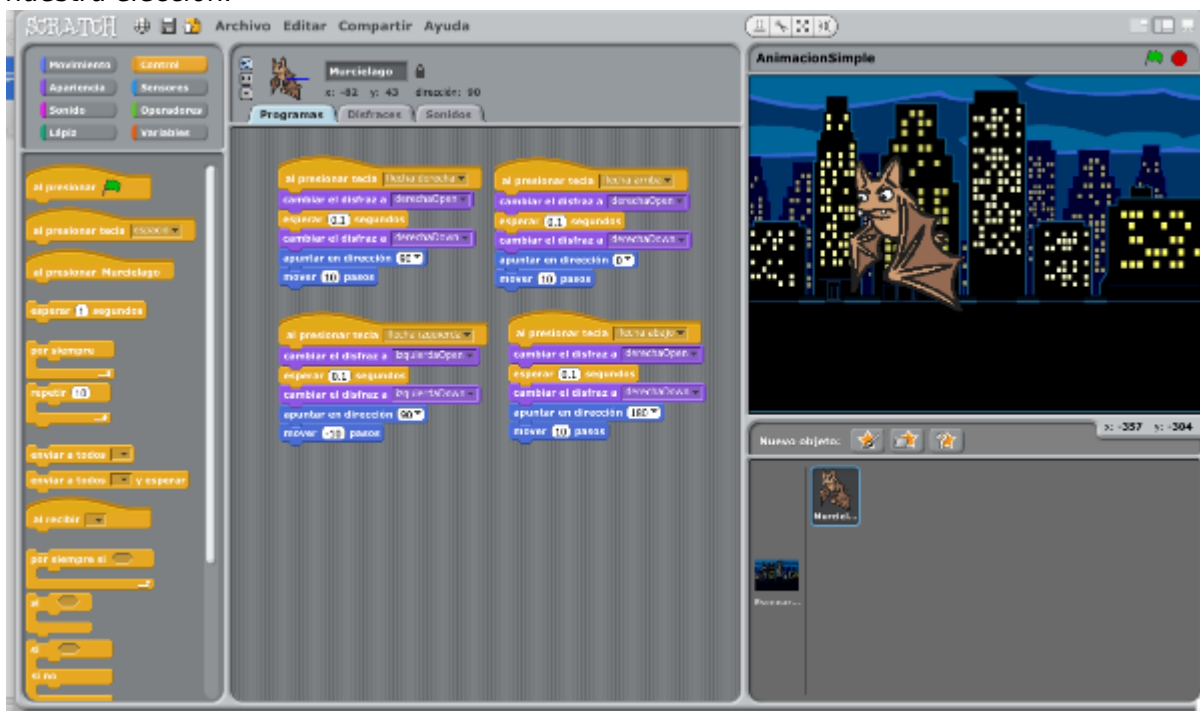 nuestra elección.
SCRATCH Archivo Editar Compartir Ayuda
Movimiento Control
Apariencia Sensores
Sonido Operadores
Lápiz Variables
Murcielago
x: -82 y: 43 dirección: 90
Programas Disfraces Sonidos
al presionar
al presionar tecla espacio
al presionar Murcielago
esperar 1 segundos
por siempre
repetir 10
enviar a todos
enviar a todos y esperar
al recibir
por siempre si
si
si
si no
al presionar tecla flecha derecha
cambiar el disfraz a derechaOpen
esperar 0.1 segundos
cambiar el disfraz a derechaDown
apuntar en dirección 90
mover 10 pasos
al presionar tecla flecha arriba
cambiar el disfraz a derechaOpen
esperar 0.1 segundos
cambiar el disfraz a derechaDown
apuntar en dirección 0
mover 10 pasos
al presionar tecla flecha izquierda
cambiar el disfraz a izquierdaOpen
esperar 0.1 segundos
cambiar el disfraz a izquierdaDown
apuntar en dirección 90
mover -10 pasos
al presionar tecla flecha abajo
cambiar el disfraz a derechaOpen
esperar 0.1 segundos
cambiar el disfraz a derechaDown
apuntar en dirección 180
mover 10 pasos
AnimacionSimple
x: -357 y: -304
Nuevo objeto:
Murciel...
Escenar...